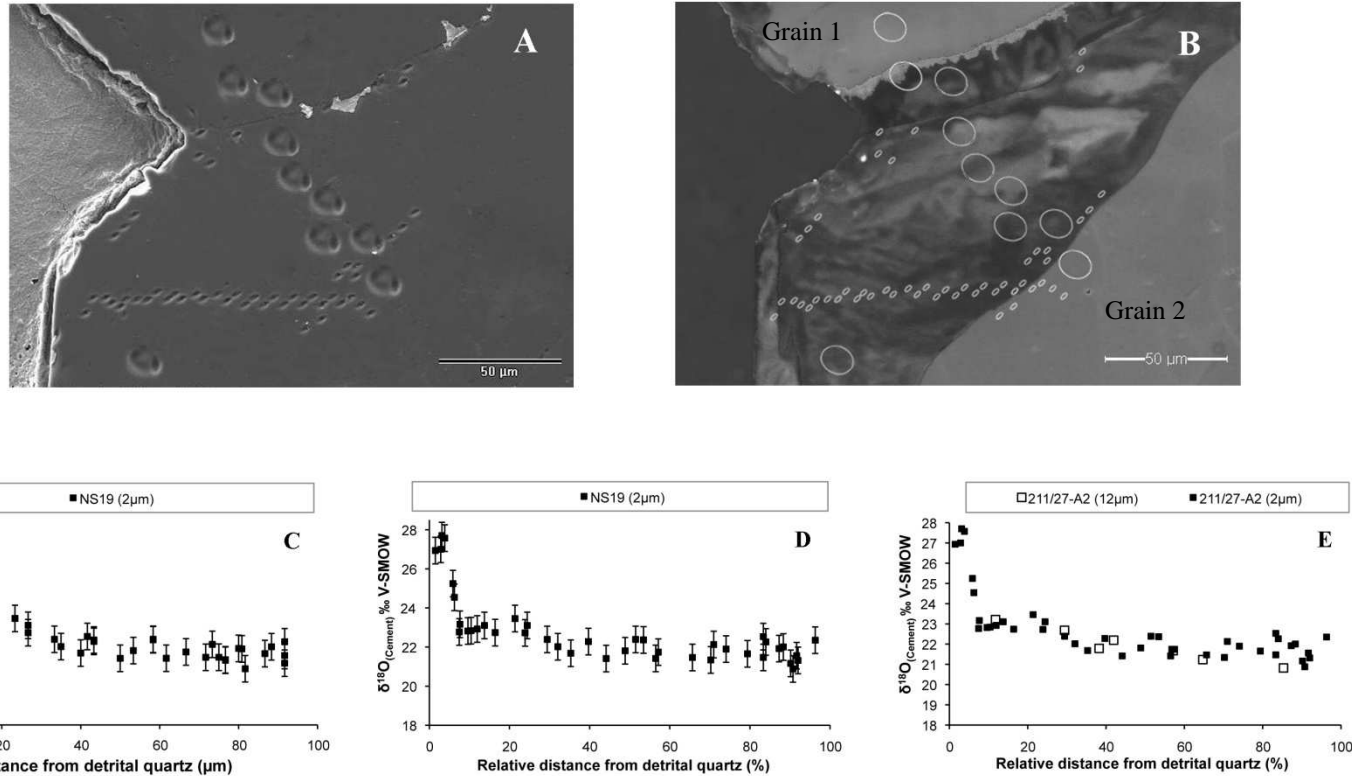 A
50 µm
Grain 1
B
Grain 2
50 µm
NS19 (2µm)
C
20 40 60 80 100
from detrital quartz (µm)
NS19 (2µm)
D
δ18O(Cement) ‰ V-SMOW
28
26
24
22
20
18
0 20 40 60 80 100
Relative distance from detrital quartz (%)
211/27-A2 (12µm) 211/27-A2 (2µm)
E
δ18O(Cement) ‰ V-SMOW
28
27
26
25
24
23
22
21
20
19
18
0 20 40 60 80 100
Relative distance from detrital quartz (%)